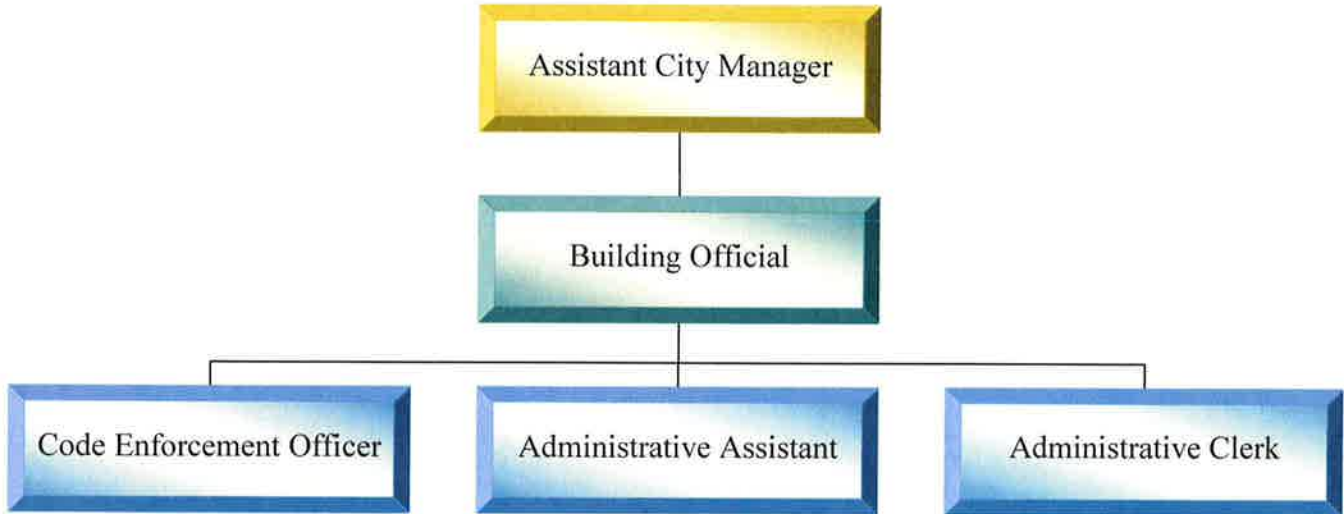 Assistant City Manager
Building Official
Code Enforcement Officer
Administrative Assistant
Administrative Clerk